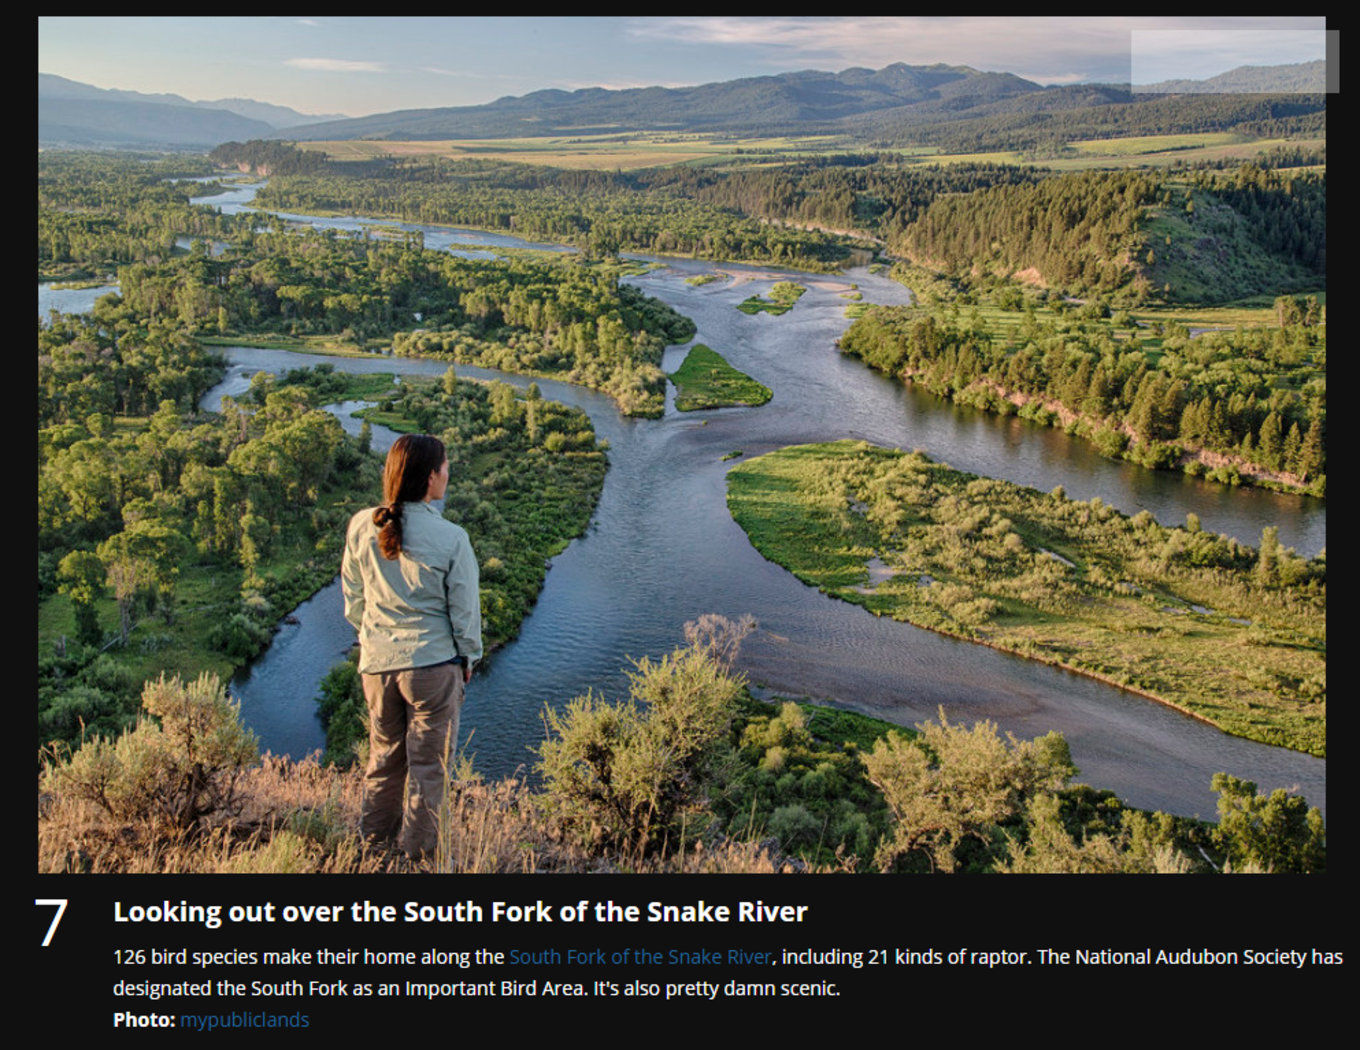 7
Looking out over the South Fork of the Snake River
126 bird species make their home along the South Fork of the Snake River, including 21 kinds of raptor. The National Audubon Society has
designated the South Fork as an Important Bird Area. It's also pretty damn scenic.
Photo: mypubliclands